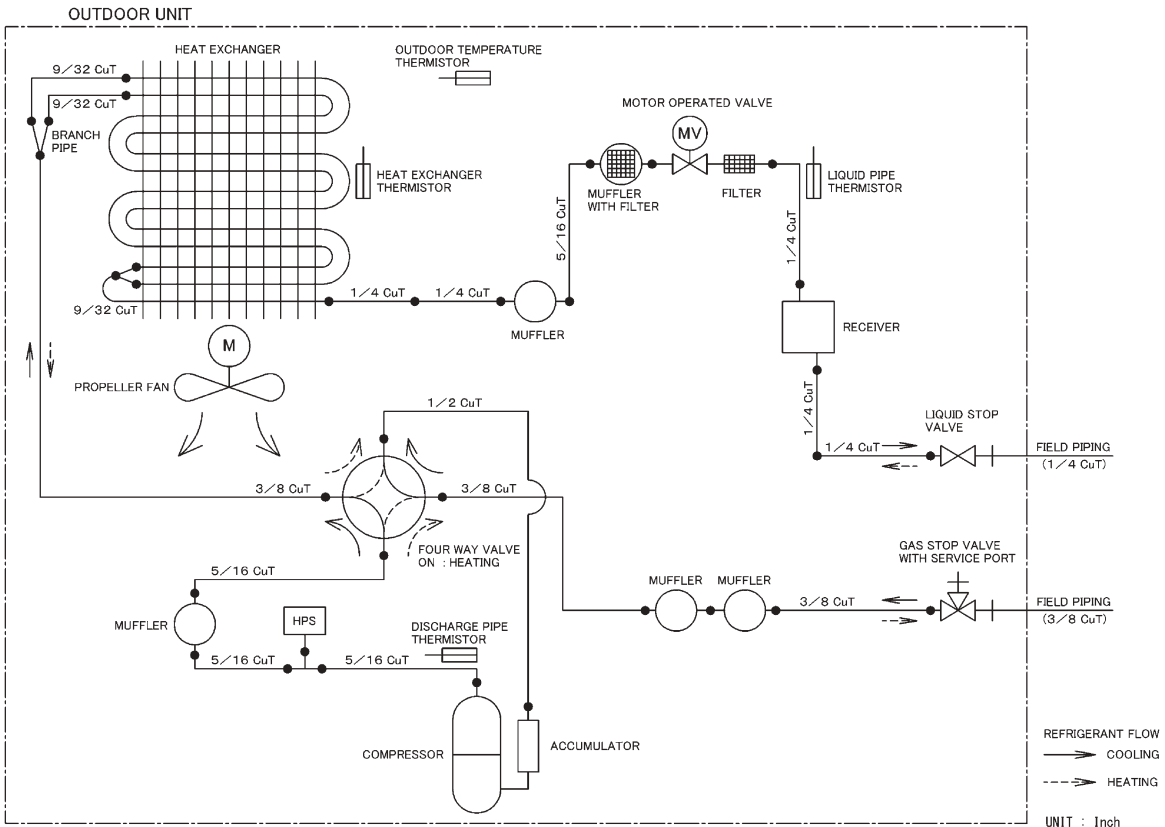 OUTDOOR UNIT
HEAT EXCHANGER
OUTDOOR TEMPERATURE
THERMISTOR
9/32 CuT
9/32 CuT
BRANCH
PIPE
HEAT EXCHANGER
THERMISTOR
MOTOR OPERATED VALVE
MV
MUFFLER
WITH FILTER
FILTER
LIQUID PIPE
THERMISTOR
5/16 CuT
1/4 CuT
9/32 CuT
1/4 CuT
1/4 CuT
MUFFLER
RECEIVER
M
PROPELLER FAN
1/4 CuT
1/2 CuT
LIQUID STOP
VALVE
1/4 CuT
FIELD PIPING
(1/4 CuT)
3/8 CuT
3/8 CuT
FOUR WAY VALVE
ON : HEATING
GAS STOP VALVE
WITH SERVICE PORT
5/16 CuT
MUFFLER
MUFFLER
3/8 CuT
FIELD PIPING
(3/8 CuT)
MUFFLER
HPS
DISCHARGE PIPE
THERMISTOR
5/16 CuT
5/16 CuT
COMPRESSOR
ACCUMULATOR
REFRIGERANT FLOW
COOLING
HEATING
UNIT : Inch